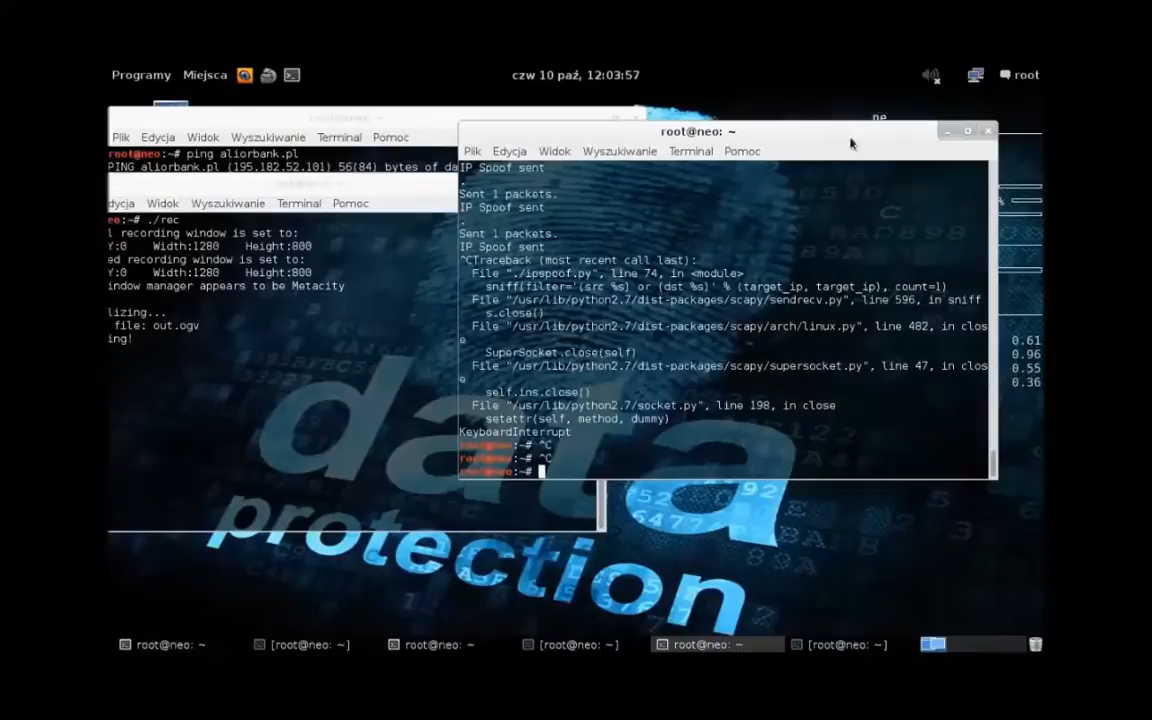 Programy Miejsca
czw 10 paź, 12:03:57
root
Plik Edycja Widok Wyszukiwanie Terminal Pomoc
root@neo:~# ping aliorbank.pl
PING aliorbank.pl (195.182.52.101) 56(84) bytes of da
dycja Widok Wyszukiwanie Terminal Pomoc
eo:~# ./rec
l recording window is set to:
Y:0 Width:1280 Height:800
ed recording window is set to:
Y:0 Width:1280 Height:800
indow manager appears to be Metacity
lizing...
file: out.ogv
ing!
root@neo: ~
Plik Edycja Widok Wyszukiwanie Terminal Pomoc
IP Spoof sent
.
Sent 1 packets.
IP Spoof sent
.
Sent 1 packets.
IP Spoof sent
^CTraceback (most recent call last):
File "./ipspoof.py", line 74, in <module>
sniff(filter='(src %s) or (dst %s)' % (target_ip, target_ip), count=1)
File "/usr/lib/python2.7/dist-packages/scapy/sendrecv.py", line 596, in sniff
s.close()
File "/usr/lib/python2.7/dist-packages/scapy/arch/linux.py", line 482, in clos
e
SuperSocket.close(self)
File "/usr/lib/python2.7/dist-packages/scapy/supersocket.py", line 47, in clos
e
self.ins.close()
File "/usr/lib/python2.7/socket.py", line 198, in close
setattr(self, method, dummy)
KeyboardInterrupt
root@neo:~# ^C
root@neo:~# ^C
root@neo:~#
ne
%
0.61
0.96
0.55
0.36
data
protection
root@neo: ~ [root@neo: ~] root@neo: ~ [root@neo: ~] root@neo: ~ [root@neo: ~]